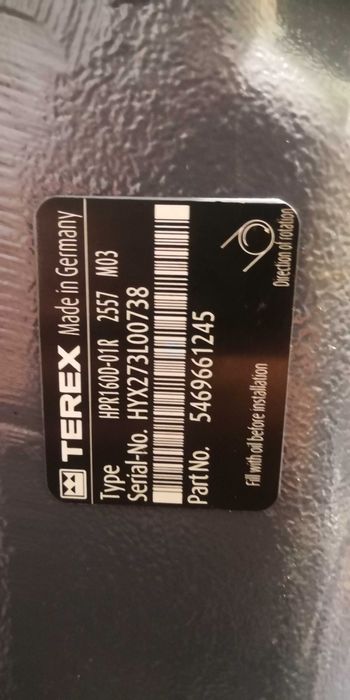 TEREX Made in Germany
Type HPR160D-01R 2557 M03
Serial-No. HYX273L00738
Part No. 5469661245
Fill with oil before installation
Direction of rotation